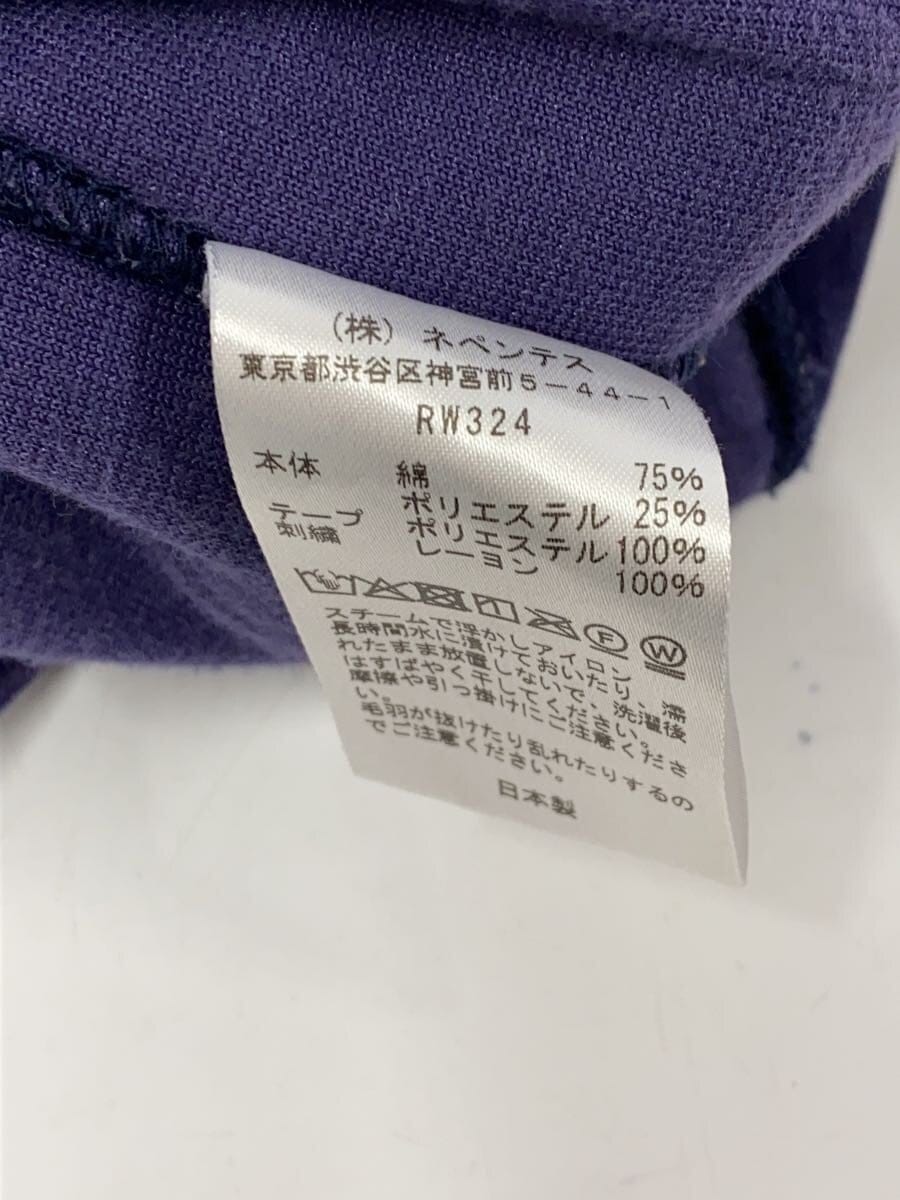 (株) ネペンテス
東京都渋谷区神宮前5-44-1
RW324
本体 綿 75%
ポリエステル 25%
テープ ポリエステル 100%
刺繍 レーヨン 100%
F W
スチームで浮かしアイロン
長時間水に漬けておいたり、濡
れたまま放置しないで、洗濯後
はすばやく干してください。
摩擦や引っ掛けにご注意くださ
い。
毛羽が抜けたり乱れたりするの
でご注意ください。
日本製